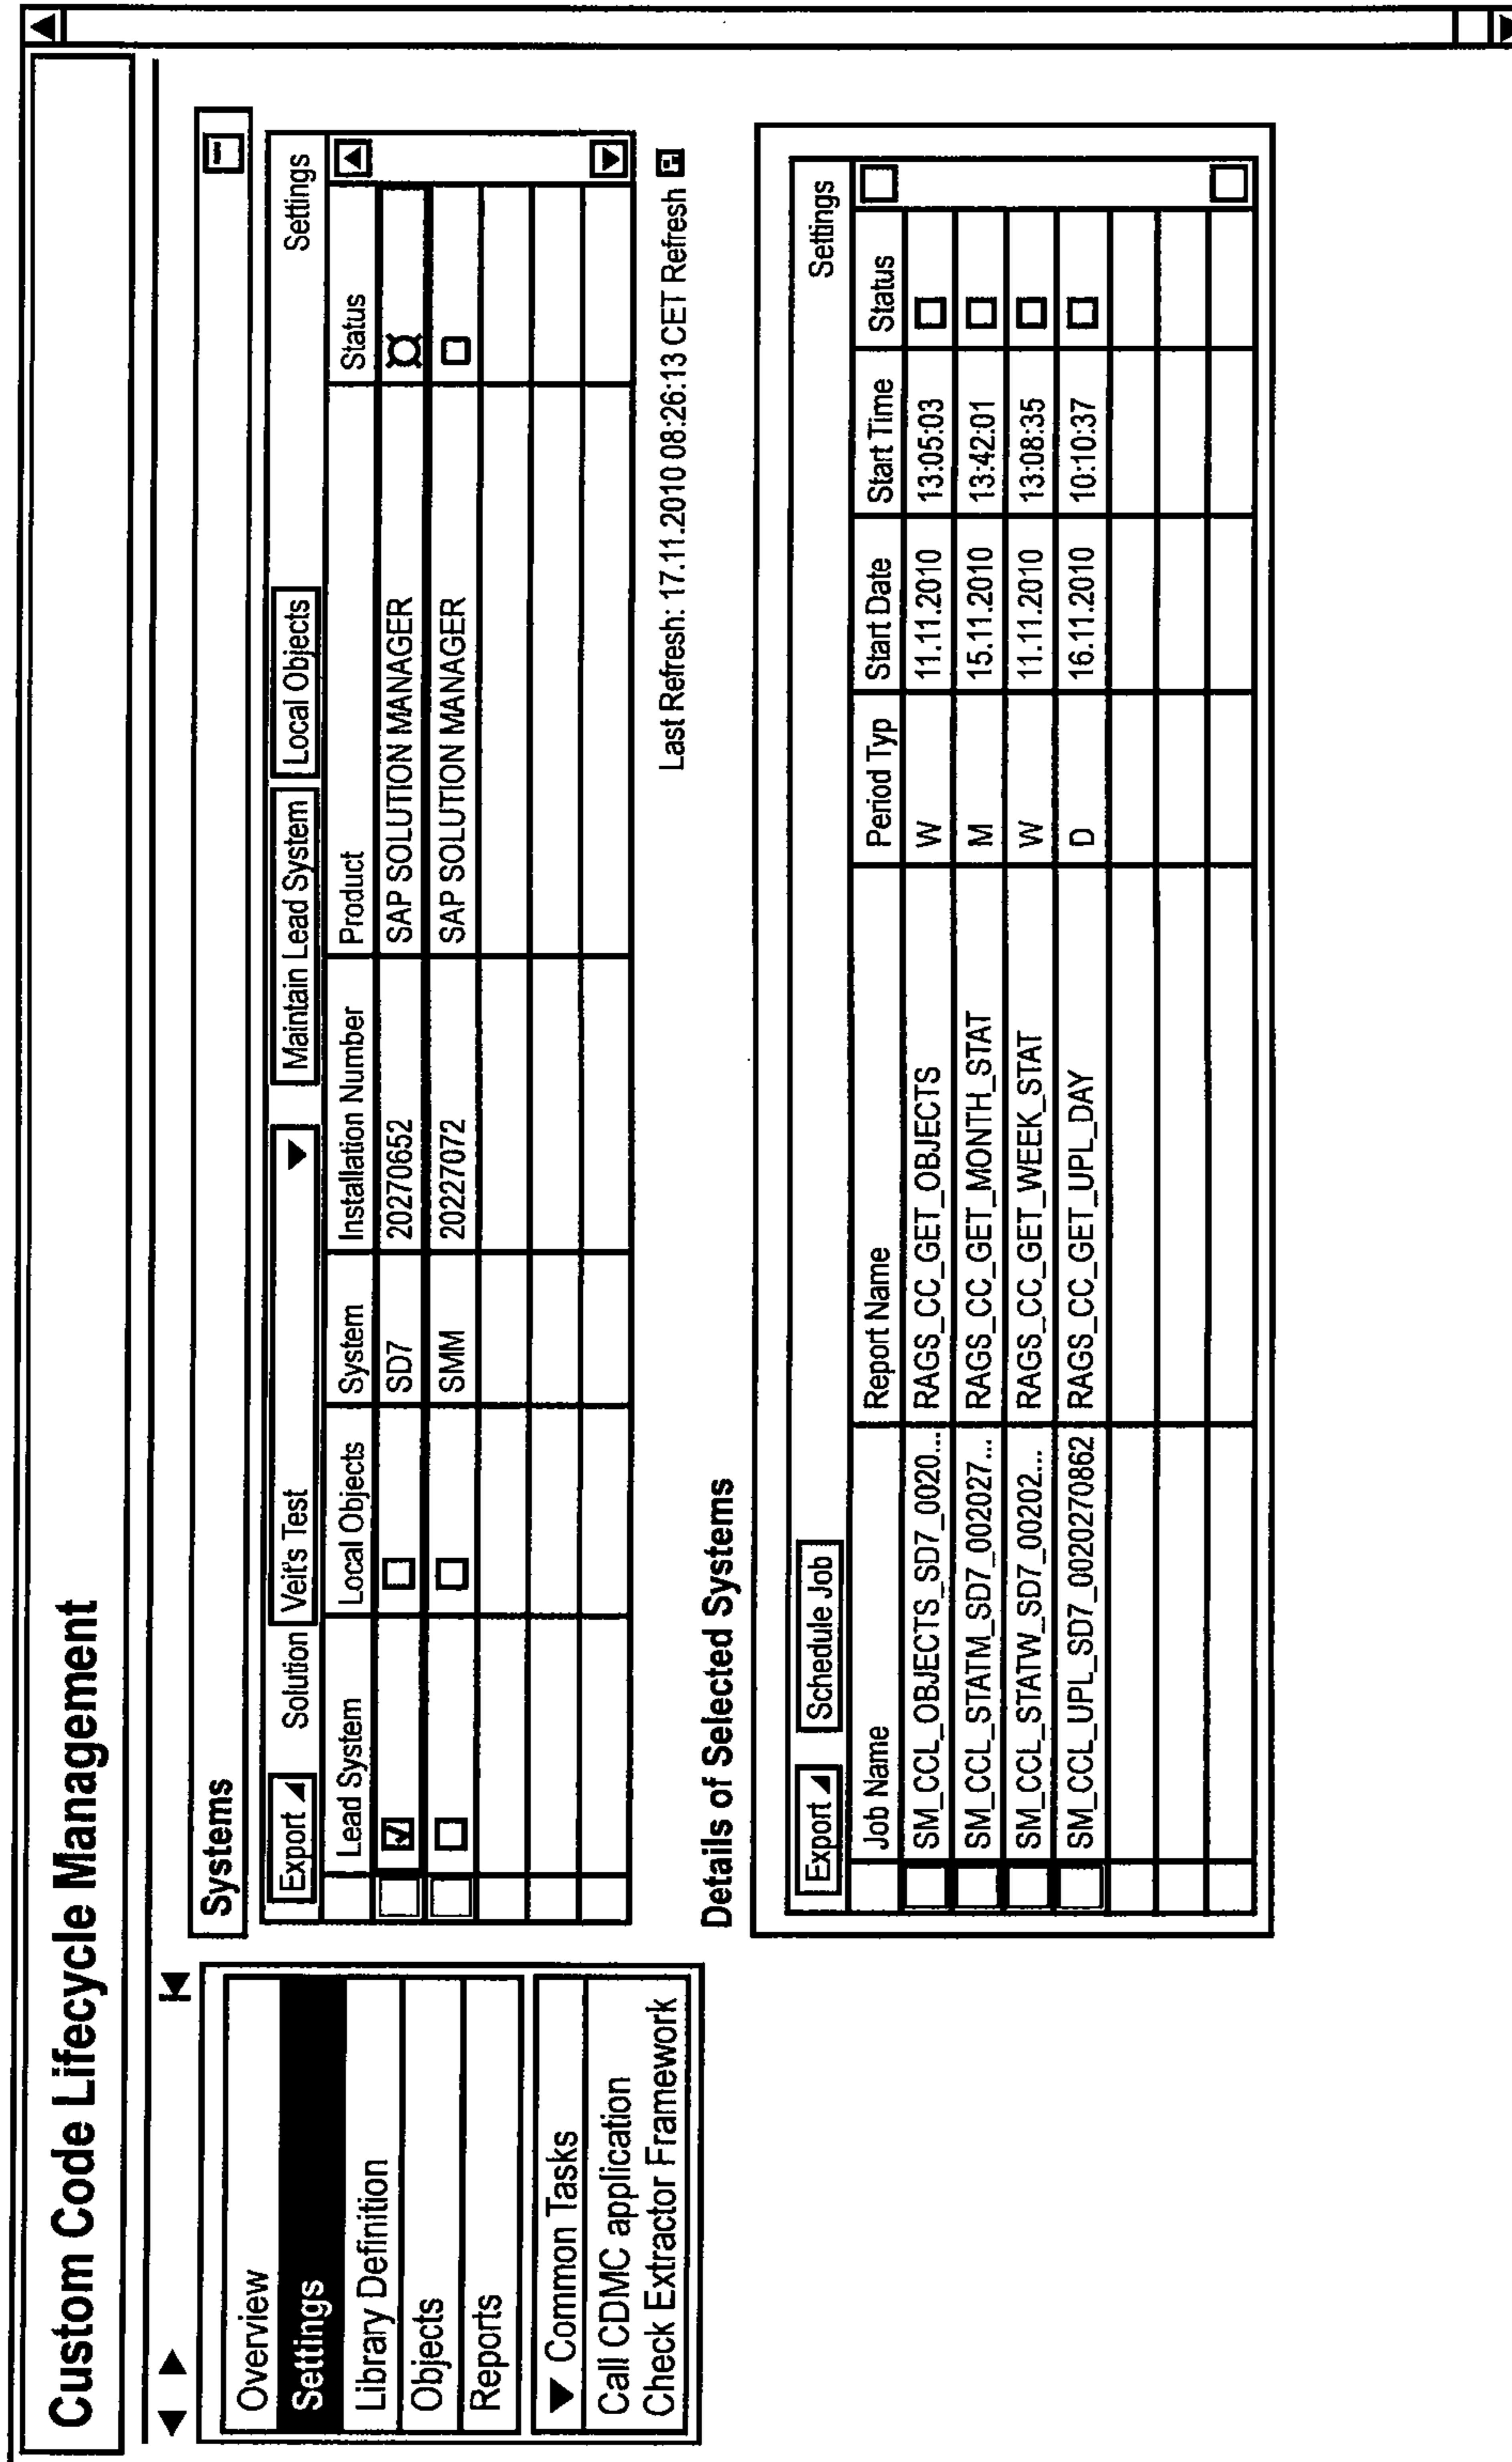 Custom Code Lifecycle Management
Overview
Settings
Library Definition
Objects
Reports
Common Tasks
Call CDMC application
Check Extractor Framework
Systems
Export Solution Veit's Test Maintain Lead System Local Objects Settings
Lead System Local Objects System Installation Number Product Status
SD7 20270652 SAP SOLUTION MANAGER
SMM 20227072 SAP SOLUTION MANAGER
Last Refresh: 17.11.2010 08:26:13 CET Refresh
Details of Selected Systems
Export Schedule Job Settings
Job Name Report Name Period Typ Start Date Start Time Status
SM_CCL_OBJECTS_SD7_0020... RAGS_CC_GET_OBJECTS W 11.11.2010 13:05:03
SM_CCL_STATM_SD7_002027... RAGS_CC_GET_MONTH_STAT M 15.11.2010 13:42:01
SM_CCL_STATW_SD7_00202... RAGS_CC_GET_WEEK_STAT W 11.11.2010 13:08:35
SM_CCL_UPL_SD7_0020270862 RAGS_CC_GET_UPL_DAY D 16.11.2010 10:10:37